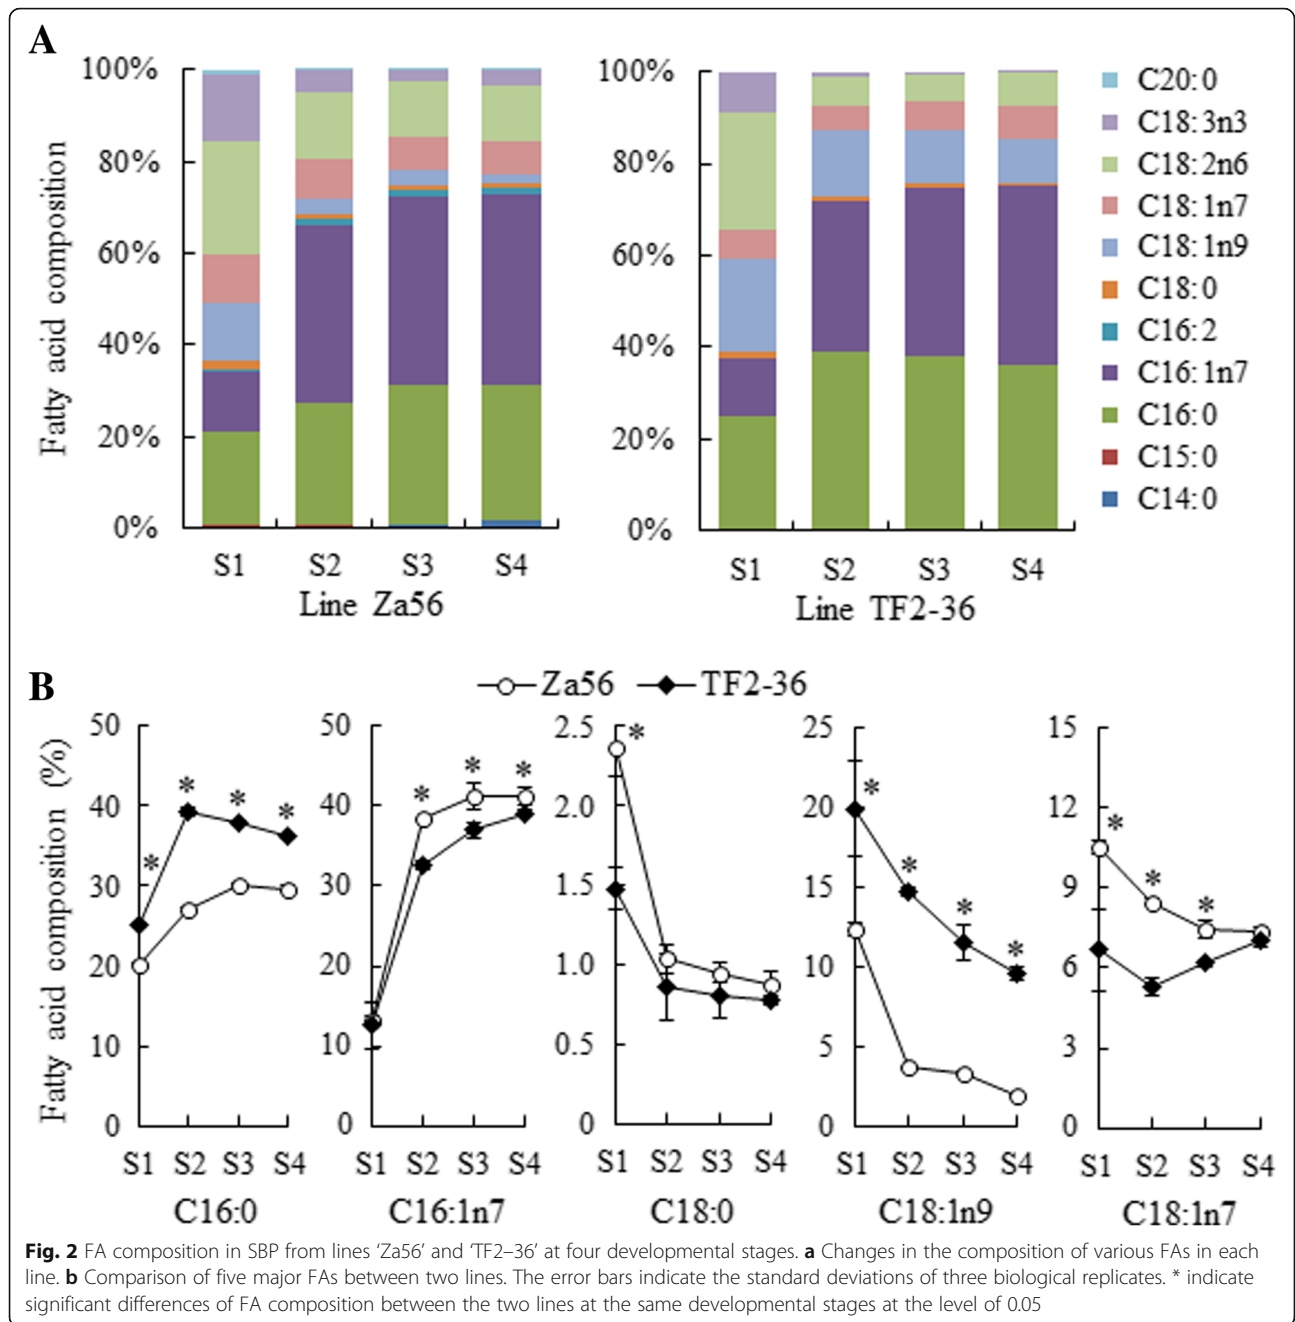 A
100%
80%
60%
40%
20%
0%
Fatty acid composition
S1 S2 S3 S4
Line Za56
100%
80%
60%
40%
20%
0%
S1 S2 S3 S4
Line TF2-36
C20:0
C18:3n3
C18:2n6
C18:1n7
C18:1n9
C18:0
C16:2
C16:1n7
C16:0
C15:0
C14:0
B
Za56 TF2-36
Fatty acid composition (%)
50
40
30
20
10
0
* * * *
S1 S2 S3 S4
C16:0
50
40
30
20
10
0
* * *
S1 S2 S3 S4
C16:1n7
2.5
2.0
1.5
1.0
0.5
0
*
S1 S2 S3 S4
C18:0
25
20
15
10
5
0
* * * *
S1 S2 S3 S4
C18:1n9
15
12
9
6
3
0
* * *
S1 S2 S3 S4
C18:1n7
Fig. 2 FA composition in SBP from lines ‘Za56’ and ‘TF2–36’ at four developmental stages. a Changes in the composition of various FAs in each
line. b Comparison of five major FAs between two lines. The error bars indicate the standard deviations of three biological replicates. * indicate
significant differences of FA composition between the two lines at the same developmental stages at the level of 0.05